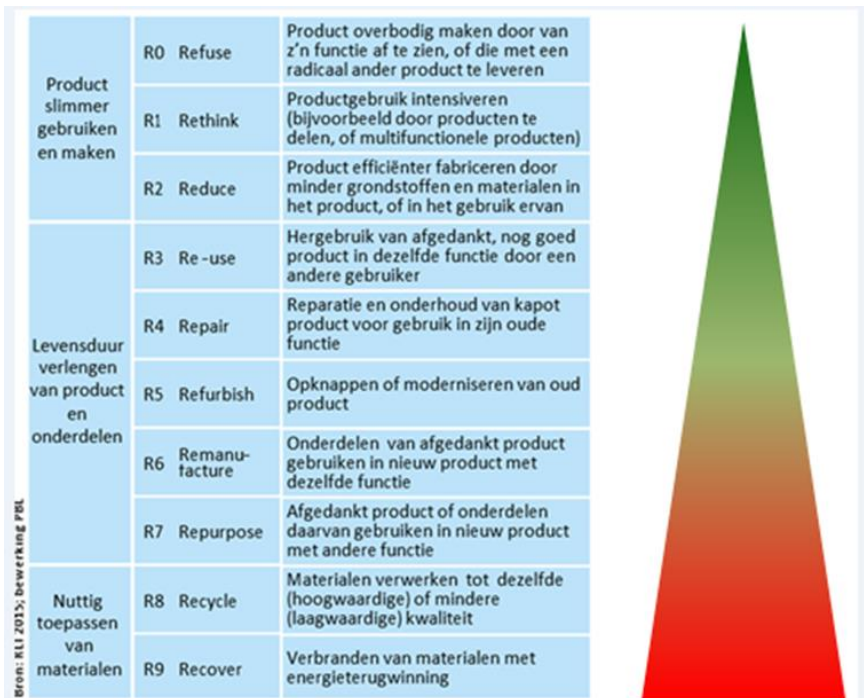 Product
slimmer
gebruiken
en maken
R0 Refuse
Product overbodig maken door van
z'n functie af te zien, of die met een
radicaal ander product te leveren
R1 Rethink
Productgebruik intensiveren
(bijvoorbeeld door producten te
delen, of multifunctionele producten)
R2 Reduce
Product efficiënter fabriceren door
minder grondstoffen en materialen in
het product, of in het gebruik ervan
Levensduur
verlengen
van product
en
onderdelen
R3 Re-use
Hergebruik van afgedankt, nog goed
product in dezelfde functie door een
andere gebruiker
R4 Repair
Reparatie en onderhoud van kapot
product voor gebruik in zijn oude
functie
R5 Refurbish
Opknappen of moderniseren van oud
product
R6 Remanu-
facture
Onderdelen van afgedankt product
gebruiken in nieuw product met
dezelfde functie
R7 Repurpose
Afgedankt product of onderdelen
daarvan gebruiken in nieuw product
met andere functie
Nuttig
toepassen
van
materialen
R8 Recycle
Materialen verwerken tot dezelfde
(hoogwaardige) of mindere
(laagwaardige) kwaliteit
R9 Recover
Verbranden van materialen met
energieterugwinning
Bron: RLI 2015; bewerking PBL